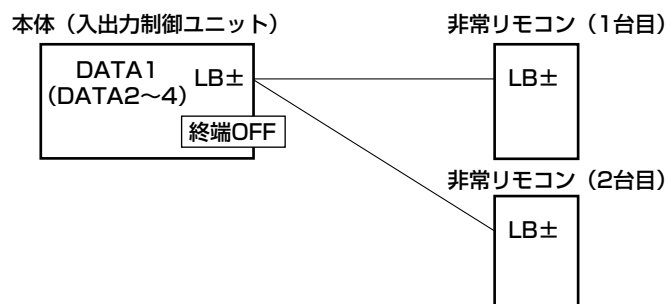 本体（入出力制御ユニット）
非常リモコン（1台目）
DATA1
（DATA2～4）
LB±
終端OFF
LB±
非常リモコン（2台目）
LB±